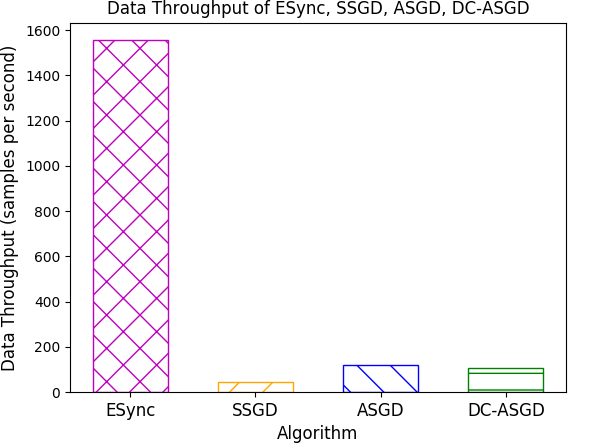 Data Throughput of ESync, SSGD, ASGD, DC-ASGD
Data Throughput (samples per second)
1600
1400
1200
1000
800
600
400
200
0
ESync SSGD ASGD DC-ASGD
Algorithm